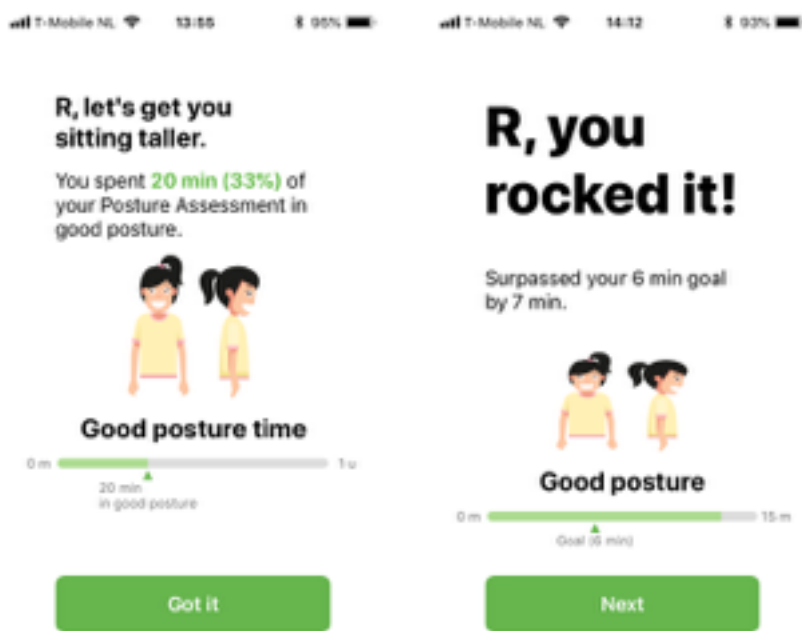 T-Mobile NL 13:55 95%
R, let's get you
sitting taller.
You spent 20 min (33%) of
your Posture Assessment in
good posture.
Good posture time
0 m 1 u
20 min
in good posture
Got it
T-Mobile NL 14:12 93%
R, you
rocked it!
Surpassed your 6 min goal
by 7 min.
Good posture
0 m 15 m
Goal (6 min)
Next